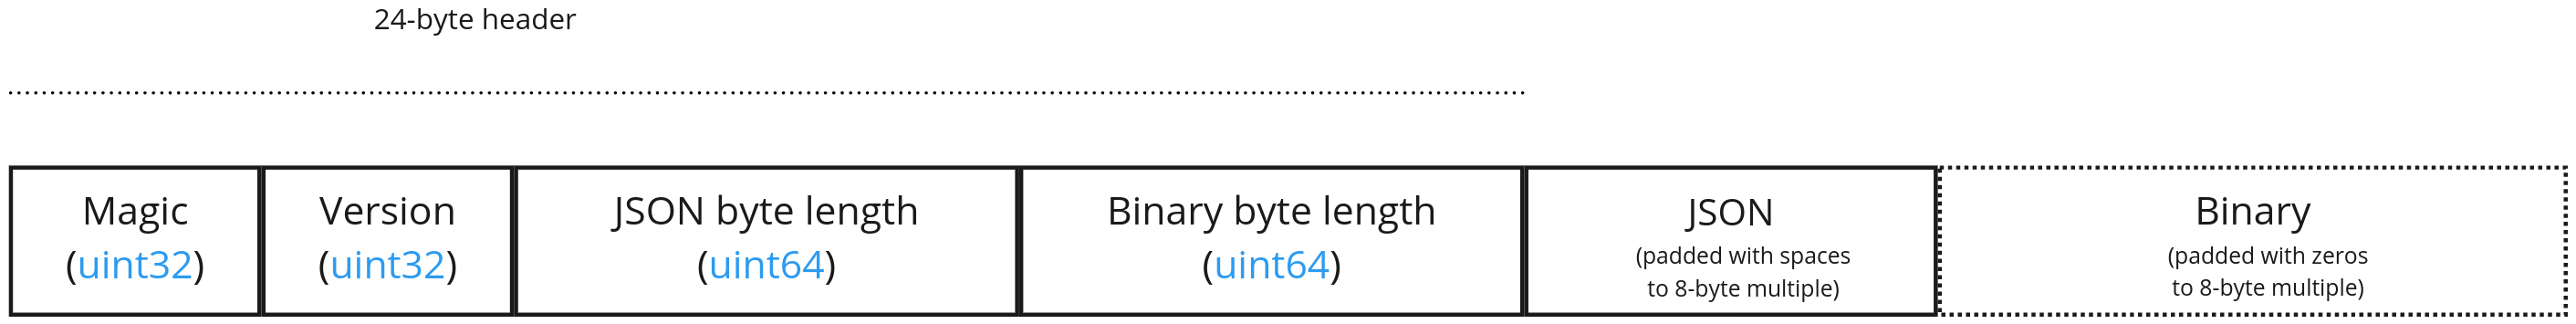 24-byte header
Magic
(uint32)
Version
(uint32)
JSON byte length
(uint64)
Binary byte length
(uint64)
JSON
(padded with spaces
to 8-byte multiple)
Binary
(padded with zeros
to 8-byte multiple)